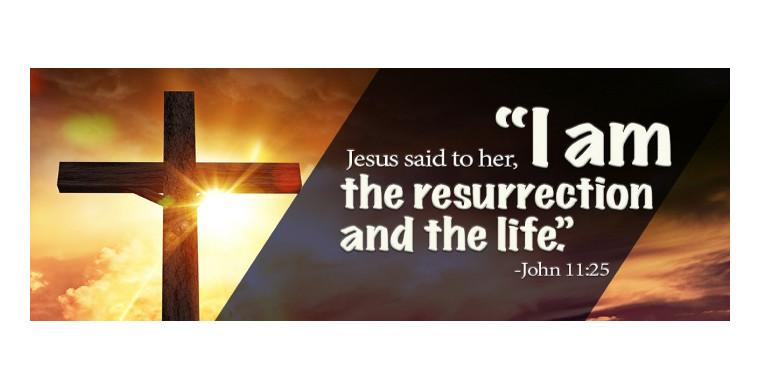 Jesus said to her, “I am
the resurrection
and the life.”
-John 11:25